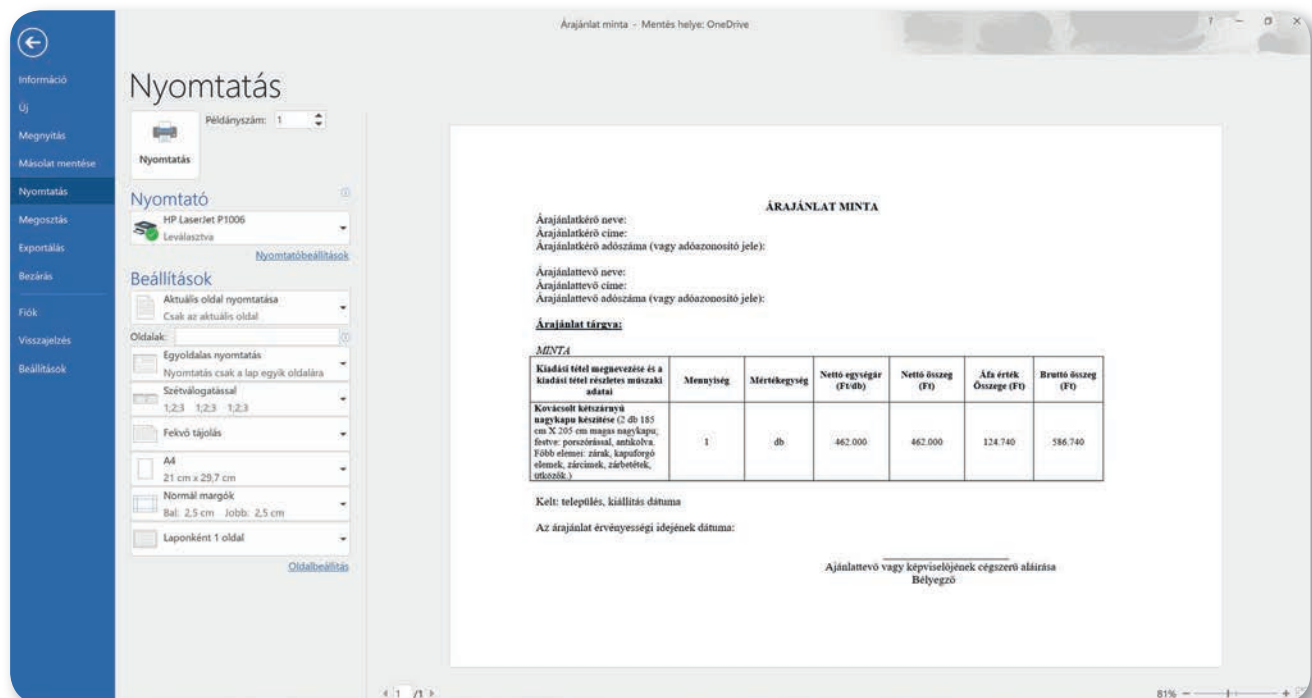 Árajánlat minta - Mentés helye: OneDrive
?
Információ
Új
Megnyitás
Másolat mentése
Nyomtatás
Megosztás
Exportálás
Bezárás
Fiók
Visszajelzés
Beállítások
Nyomtatás
Példányszám: 1
Nyomtatás
Nyomtató
HP LaserJet P1006
Leválasztva
Nyomtatóbeállítások
Beállítások
Aktuális oldal nyomtatása
Csak az aktuális oldal
Oldalak:
Egyoldalas nyomtatás
Nyomtatás csak a lap egyik oldalára
Szétválogatással
1;2;3 1;2;3 1;2;3
Fekvő tájolás
A4
21 cm x 29,7 cm
Normál margók
Bal: 2,5 cm Jobb: 2,5 cm
Laponként 1 oldal
Oldalbeállítás
ÁRAJÁNLAT MINTA
Árajánlatkérő neve:
Árajánlatkérő címe:
Árajánlatkérő adószáma (vagy adóazonosító jele):
Árajánlattevő neve:
Árajánlattevő címe:
Árajánlattevő adószáma (vagy adóazonosító jele):
Árajánlat tárgya:
MINTA
Kiadási tétel megnevezése és a
kiadási tétel részletes műszaki
adatai
Mennyiség
Mértékegység
Nettó egységár
(Ft/db)
Nettó összeg
(Ft)
Áfa érték
Összege (Ft)
Bruttó összeg
(Ft)
Kovácsolt kétszárnyú
nagykapu készítése (2 db 185
cm X 205 cm magas nagykapu;
festve: porszórással, antikolva.
Főbb elemei: zárak, kapuforgó
elemek, zárcímek, zárbetétek,
ütközők.)
1
db
462.000
462.000
124.740
586.740
Kelt: település, kiállítás dátuma
Az árajánlat érvényességi idejének dátuma:
Ajánlattevő vagy képviselőjének cégszerű aláírása
Bélyegző
1 /1
81%